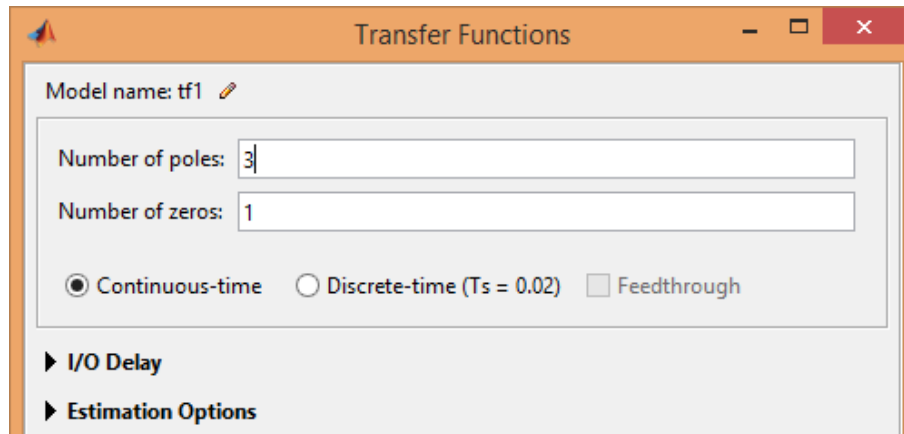 Transfer Functions
Model name: tf1
Number of poles: 3
Number of zeros: 1
Continuous-time Discrete-time (Ts = 0.02) Feedthrough
I/O Delay
Estimation Options